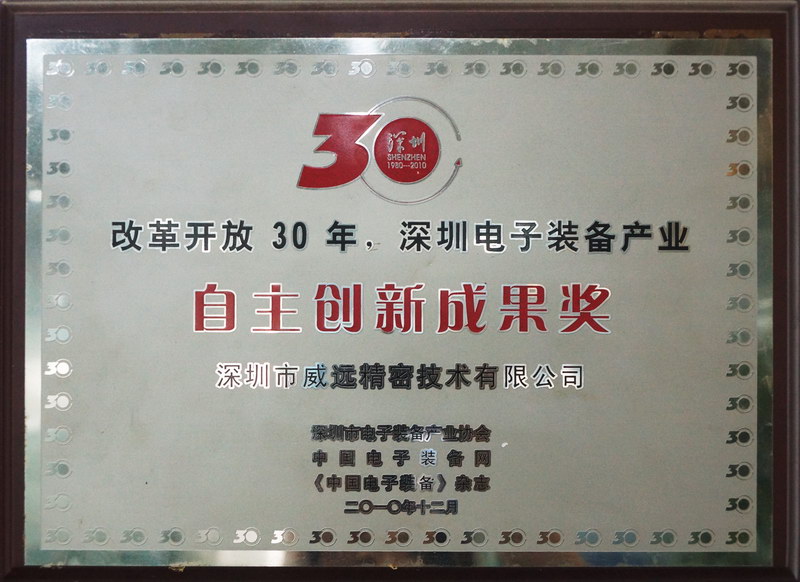 30
深圳
SHENZHEN
1980---2010
改革开放 30 年，深圳电子装备产业
自主创新成果奖
深圳市威远精密技术有限公司
深圳市电子装备产业协会
中国电子装备网
《中国电子装备》杂志
二〇一〇年十二月